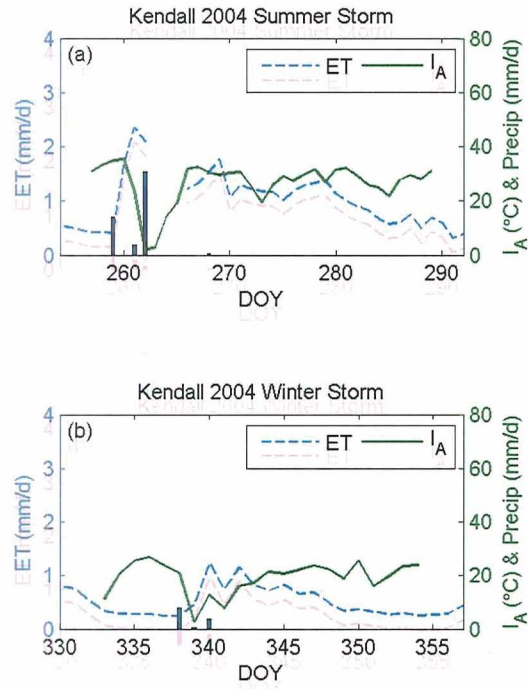 Kendall 2004 Summer Storm
(a)
ET
I_A
EET (mm/d)
I_A (°C) & Precip (mm/d)
4
3
2
1
0
80
60
40
20
0
260
270
280
290
DOY
Kendall 2004 Winter Storm
(b)
ET
I_A
EET (mm/d)
I_A (°C) & Precip (mm/d)
4
3
2
1
0
80
60
40
20
0
330
335
340
345
350
355
DOY